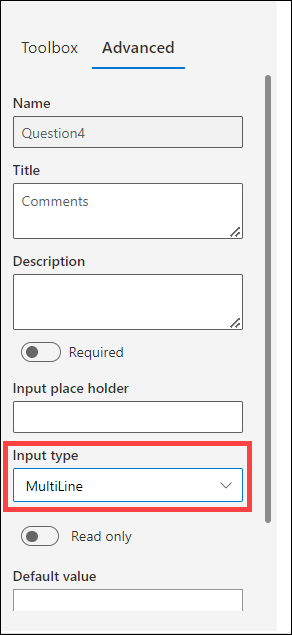 Toolbox Advanced
Name
Question4
Title
Comments
Description
Required
Input place holder
Input type
MultiLine
Read only
Default value